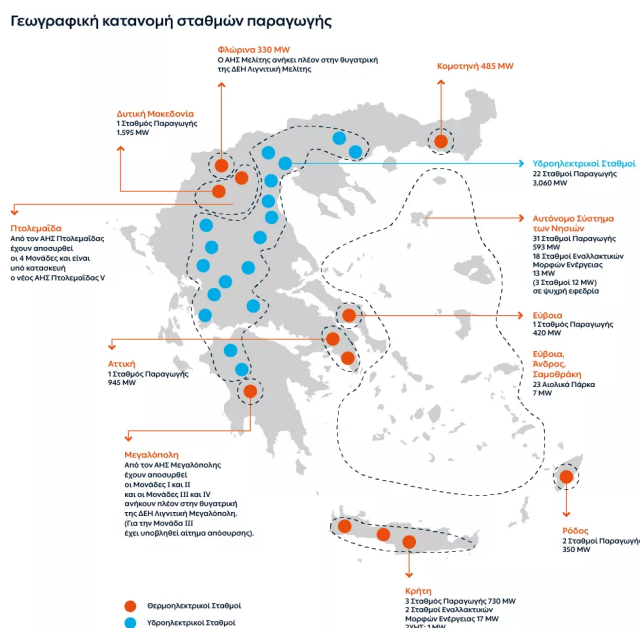 Γεωγραφική κατανομή σταθμών παραγωγής
Φλώρινα 330 MW
Ο ΑΗΣ Μελίτης ανήκει πλέον στην θυγατρική
της ΔΕΗ Λιγνιτική Μελίτης
Κομοτηνή 485 MW
Δυτική Μακεδονία
1 Σταθμός Παραγωγής
1.595 MW
Υδροηλεκτρικοί Σταθμοί
22 Σταθμοί Παραγωγής
3,060 MW
Πτολεμαΐδα
Από τον ΑΗΣ Πτολεμαΐδας
έχουν αποσυρθεί
οι 4 Μονάδες και είναι
υπό κατασκευή
ο νέος ΑΗΣ Πτολεμαΐδας V
Αυτόνομο Σύστημα
των Νησιών
31 Σταθμοί Παραγωγής
593 MW
18 Σταθμοί Εναλλακτικών
Μορφών Ενέργειας
13 MW
(3 Σταθμοί 12 MW)
σε ψυχρή εφεδρία
Εύβοια
1 Σταθμός Παραγωγής
420 MW
Εύβοια,
Άνδρος,
Σαμοθράκη
23 Αιολικά Πάρκα
7 MW
Αττική
1 Σταθμός Παραγωγής
945 MW
Μεγαλόπολη
Από τον ΑΗΣ Μεγαλόπολης
έχουν αποσυρθεί
οι Μονάδες Ι και ΙΙ
και οι Μονάδες ΙΙΙ και IV
ανήκουν πλέον στην θυγατρική
της ΔΕΗ Λιγνιτική Μεγαλόπολη.
(Για την Μονάδα ΙΙΙ
έχει υποβληθεί αίτημα απόσυρσης).
Ρόδος
2 Σταθμοί Παραγωγής
350 MW
Κρήτη
3 Σταθμός Παραγωγής 730 MW
2 Σταθμοί Εναλλακτικών
Μορφών Ενέργειας 17 MW
2ΥΗΣ: 1 MW
Θερμοηλεκτρικοί Σταθμοί
Υδροηλεκτρικοί Σταθμοί